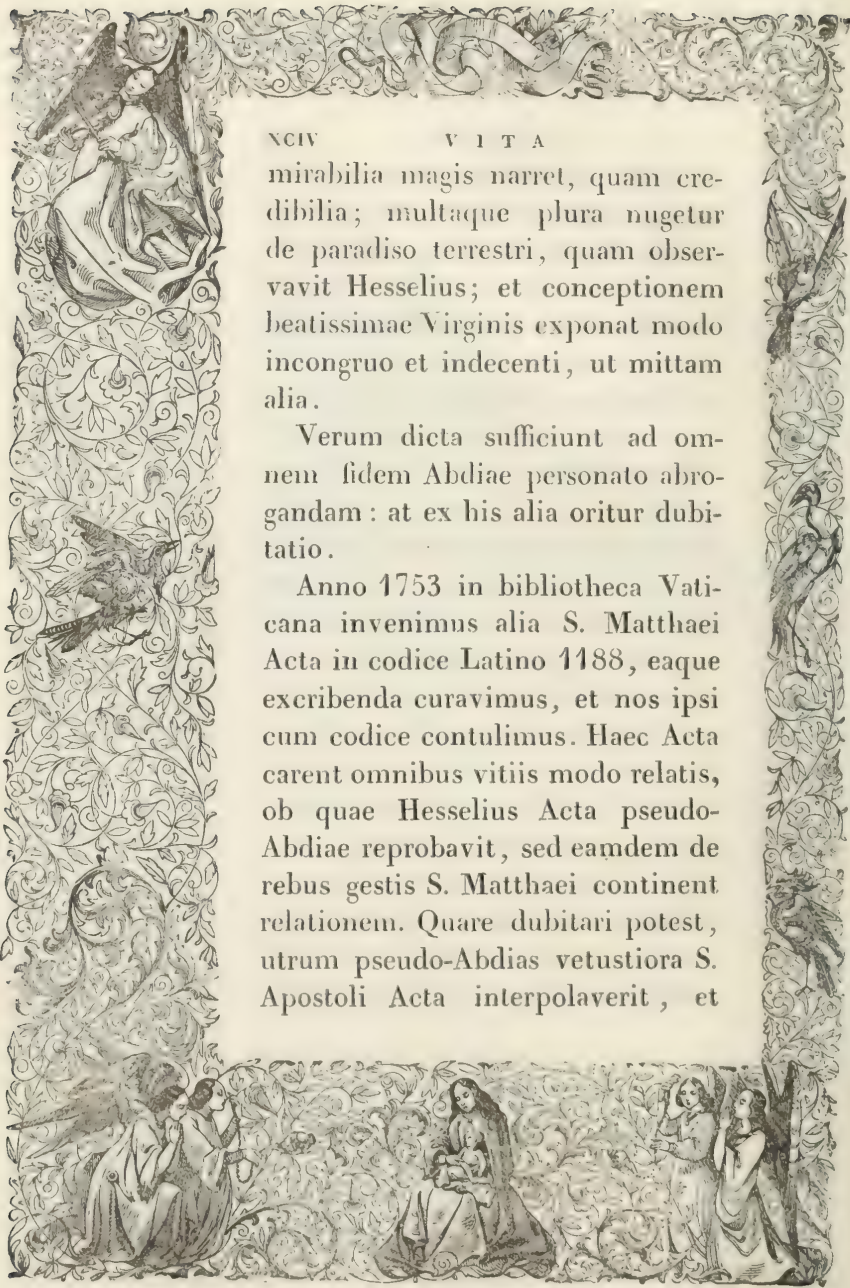 XCIV V I T A
mirabilia magis narret, quam cre-
dibilia; multaque plura nugetur
de paradiso terrestri, quam obser-
vavit Hesselius; et conceptionem
beatissimae Virginis exponat modo
incongruo et indecenti, ut mittam
alia.
Verum dicta sufficiunt ad om-
nem fidem Abdiae personato abro-
gandam : at ex his alia oritur dubi-
tatio.
Anno 1753 in bibliotheca Vati-
cana invenimus alia S. Matthaei
Acta in codice Latino 1188, eaque
excribenda curavimus, et nos ipsi
cum codice contulimus. Haec Acta
carent omnibus vitiis modo relatis,
ob quae Hesselius Acta pseudo-
Abdiae reprobavit, sed eamdem de
rebus gestis S. Matthaei continent
relationem. Quare dubitari potest,
utrum pseudo-Abdias vetustiora S.
Apostoli Acta interpolaverit, et